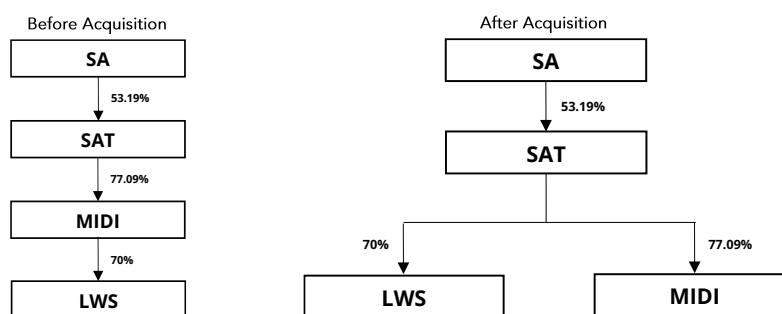 Before Acquisition
SA
53.19%
SAT
77.09%
MIDI
70%
LWS
After Acquisition
SA
53.19%
SAT
70%
77.09%
LWS
MIDI